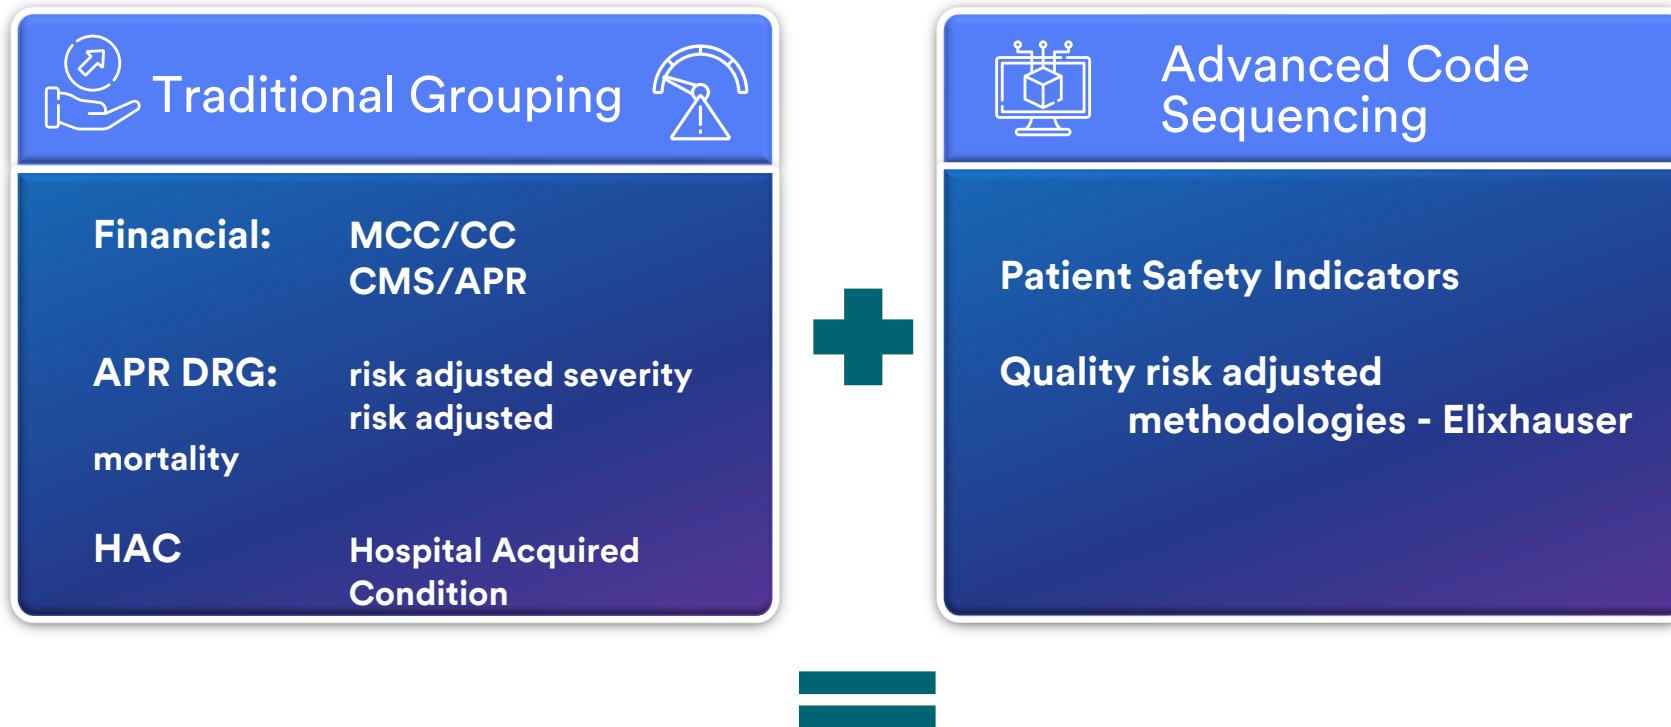 Traditional Grouping
Financial: MCC/CC
CMS/APR
APR DRG: risk adjusted severity
risk adjusted
mortality
HAC Hospital Acquired
Condition
Advanced Code
Sequencing
Patient Safety Indicators
Quality risk adjusted
methodologies - Elixhauser